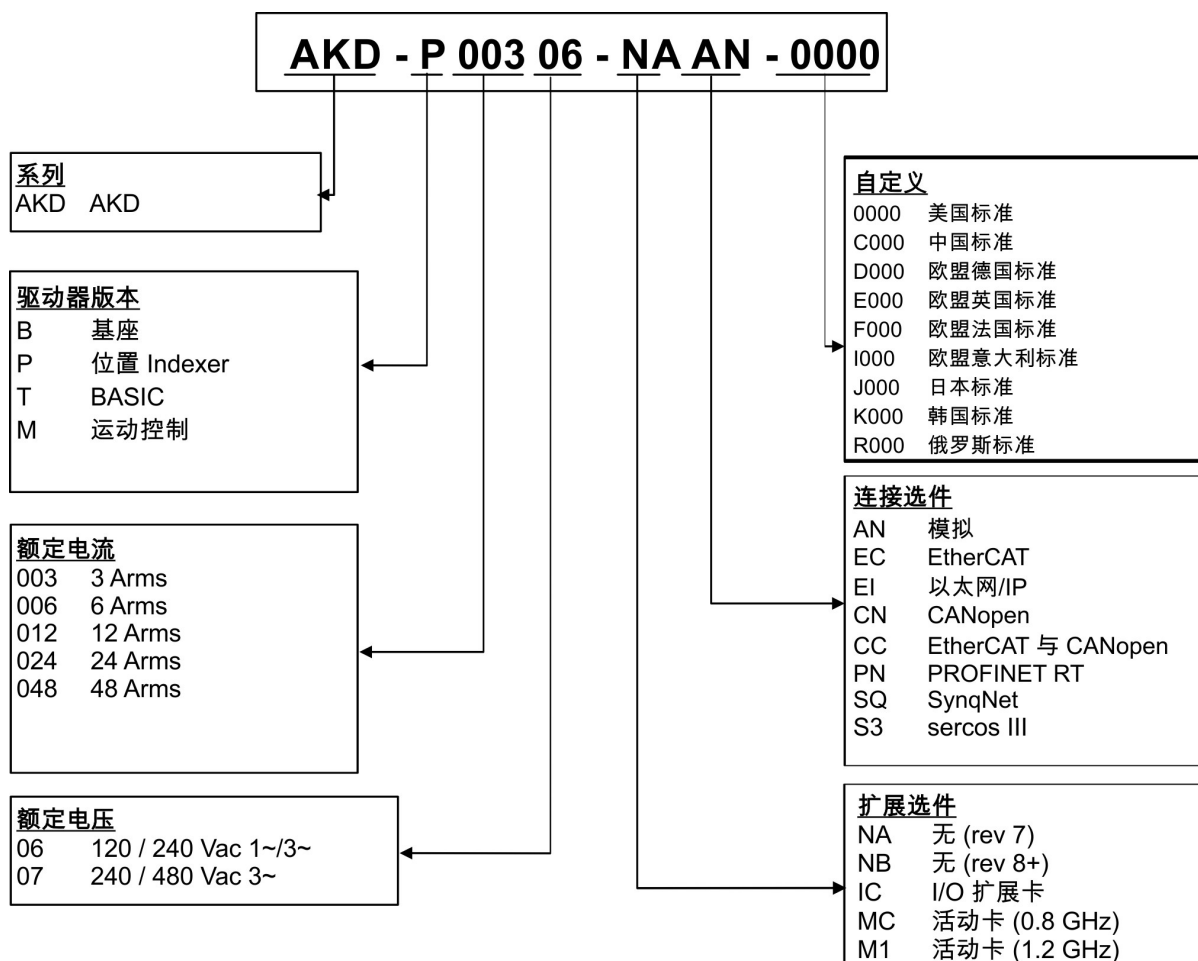 AKD - P 003 06 - NA AN - 0000
系列
AKD AKD
驱动器版本
B 基座
P 位置 Indexer
T BASIC
M 运动控制
额定电流
003 3 Arms
006 6 Arms
012 12 Arms
024 24 Arms
048 48 Arms
额定电压
06 120 / 240 Vac 1~/3~
07 240 / 480 Vac 3~
自定义
0000 美国标准
C000 中国标准
D000 欧盟德国标准
E000 欧盟英国标准
F000 欧盟法国标准
I000 欧盟意大利标准
J000 日本标准
K000 韩国标准
R000 俄罗斯标准
连接选件
AN 模拟
EC EtherCAT
EI 以太网/IP
CN CANopen
CC EtherCAT 与 CANopen
PN PROFINET RT
SQ SynqNet
S3 sercos III
扩展选件
NA 无 (rev 7)
NB 无 (rev 8+)
IC I/O 扩展卡
MC 活动卡 (0.8 GHz)
M1 活动卡 (1.2 GHz)